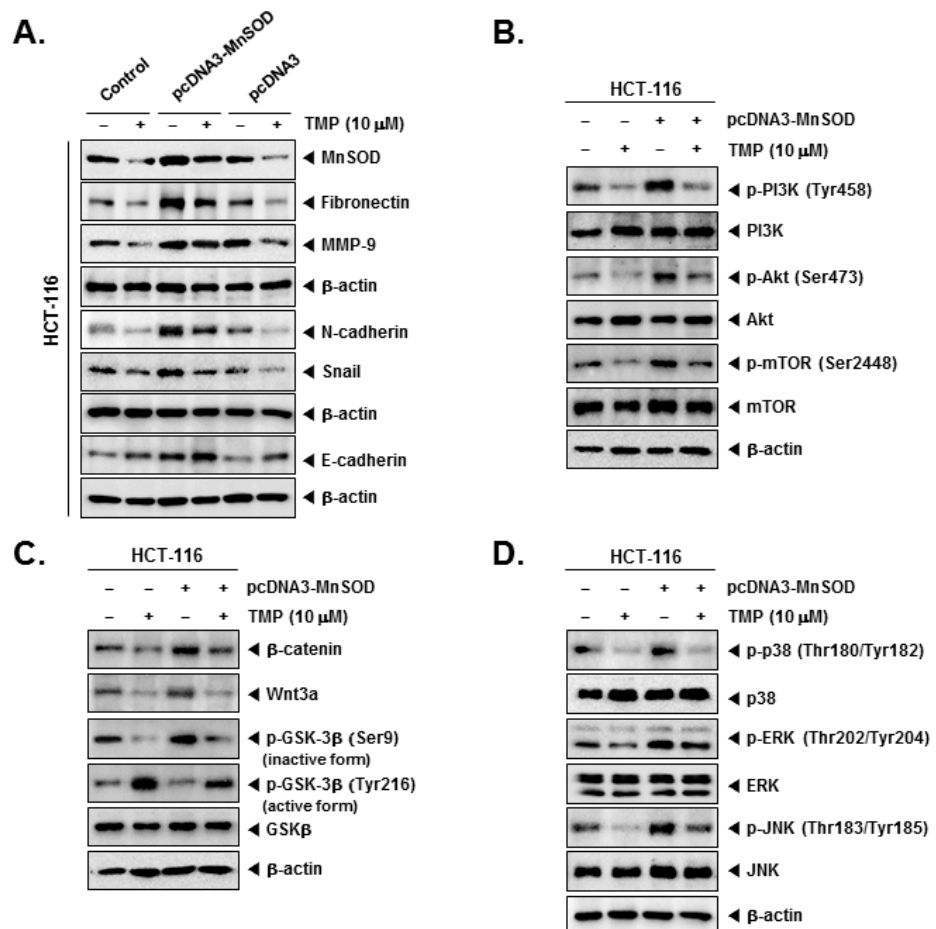 A.
Control pcDNA3-MnSOD pcDNA3
– + – + – + TMP (10 μM)
HCT-116
◄ MnSOD
◄ Fibronectin
◄ MMP-9
◄ β-actin
◄ N-cadherin
◄ Snail
◄ β-actin
◄ E-cadherin
◄ β-actin
B.
HCT-116
– – + + pcDNA3-MnSOD
– + – + TMP (10 μM)
◄ p-PI3K (Tyr458)
◄ PI3K
◄ p-Akt (Ser473)
◄ Akt
◄ p-mTOR (Ser2448)
◄ mTOR
◄ β-actin
C.
HCT-116
– – + + pcDNA3-MnSOD
– + – + TMP (10 μM)
◄ β-catenin
◄ Wnt3a
◄ p-GSK-3β (Ser9)
(inactive form)
◄ p-GSK-3β (Tyr216)
(active form)
◄ GSKβ
◄ β-actin
D.
HCT-116
– – + + pcDNA3-MnSOD
– + – + TMP (10 μM)
◄ p-p38 (Thr180/Tyr182)
◄ p38
◄ p-ERK (Thr202/Tyr204)
◄ ERK
◄ p-JNK (Thr183/Tyr185)
◄ JNK
◄ β-actin